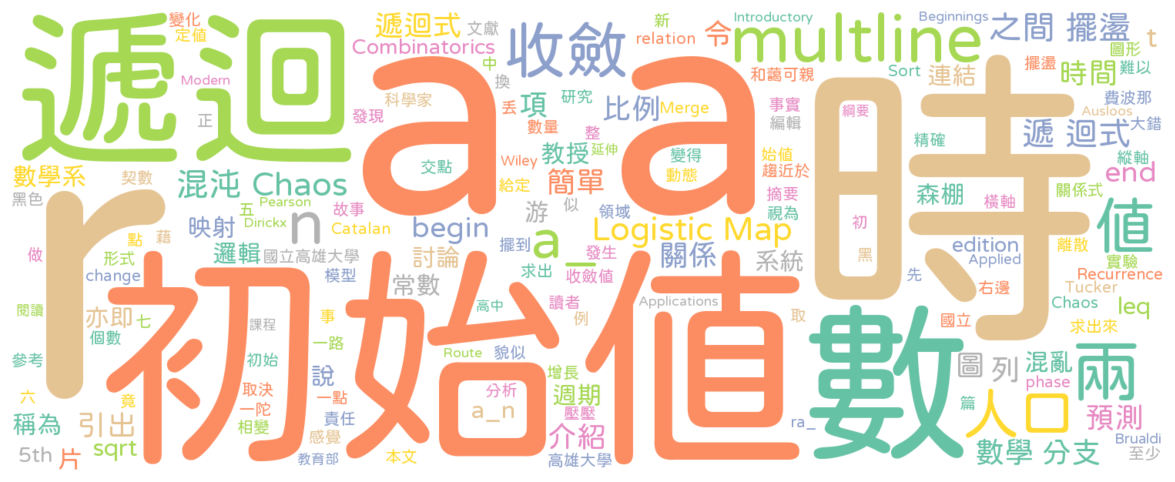 變化
定值
遞迴式
文獻
中
Combinatorics
換
科學家
發現
收斂
新
relation
令
Introductory
Beginnings
multline
之間 擺盪
圖形
t
擺盪
難以
遞迴
Modern
正
a
a
丟
項
研究
比例
Merge
和藹可親
事實
編輯
Sort
連結
時間
費波那
Ausloos
綱要
時
精確
遞 迴式
大錯
數學系
契數
混沌 Chaos
黑色
r
Pearson
五
Dirickx
點
藉
故事
Catalan
交點
數量
Wiley
給定
整
延伸
教授
簡單
變得
動態
始值
趨近於
摘要
視為
森棚
橫軸
縱軸
關係式
end
值
映射
n
begin
游
似
領域
Logistic Map
初
離散
做
形式
change
邏輯
國立高雄大學
模型
討論
擺到
求出
a_
發生
收斂值
關係
系統
黑
先
edition
Applied
實驗
右邊
Recurrence
Tucker
Chaos
leq
常數
高中
讀者
例
Applications
取
國立
求出來
閱讀
亦即
七
個數
初始值
課程
事
一路
初始
Route
貌似
增長
數
圖
列
混亂
phase
兩
參考
取決
一陀
說
一點
分析
週期
六
竟
責任
壓壓
a_n
篇
人口
預測
稱為
引出
相變
感覺
介紹
ra_
Brualdi
5th
片
sqrt
教育部
本文
高雄大學
數學 分支
至少